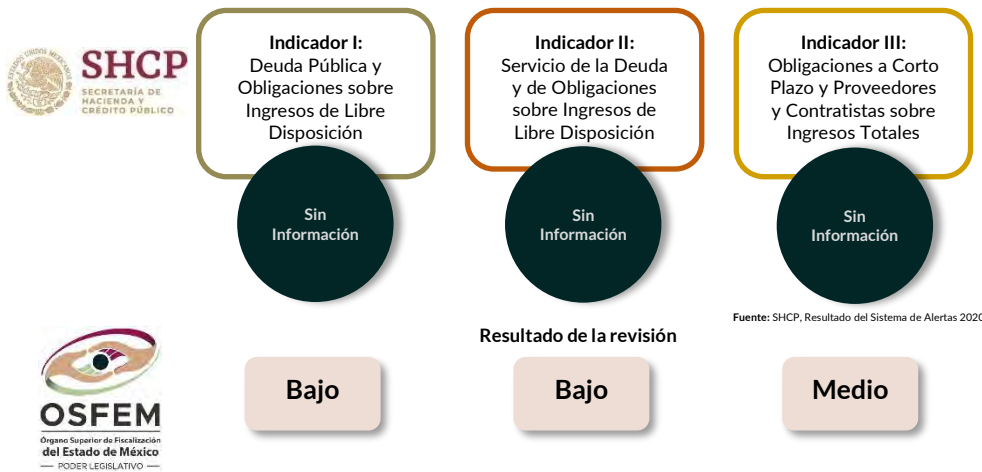 ESTADOS UNIDOS MEXICANOS
SHCP
SECRETARÍA DE
HACIENDA Y
CRÉDITO PÚBLICO
Indicador I:
Deuda Pública y
Obligaciones sobre
Ingresos de Libre
Disposición
Indicador II:
Servicio de la Deuda
y de Obligaciones
sobre Ingresos de
Libre Disposición
Indicador III:
Obligaciones a Corto
Plazo y Proveedores
y Contratistas sobre
Ingresos Totales
Sin
Información
Sin
Información
Sin
Información
Fuente: SHCP, Resultado del Sistema de Alertas 2020
Resultado de la revisión
OSFEM
Órgano Superior de Fiscalización
del Estado de México
PODER LEGISLATIVO
Bajo
Bajo
Medio